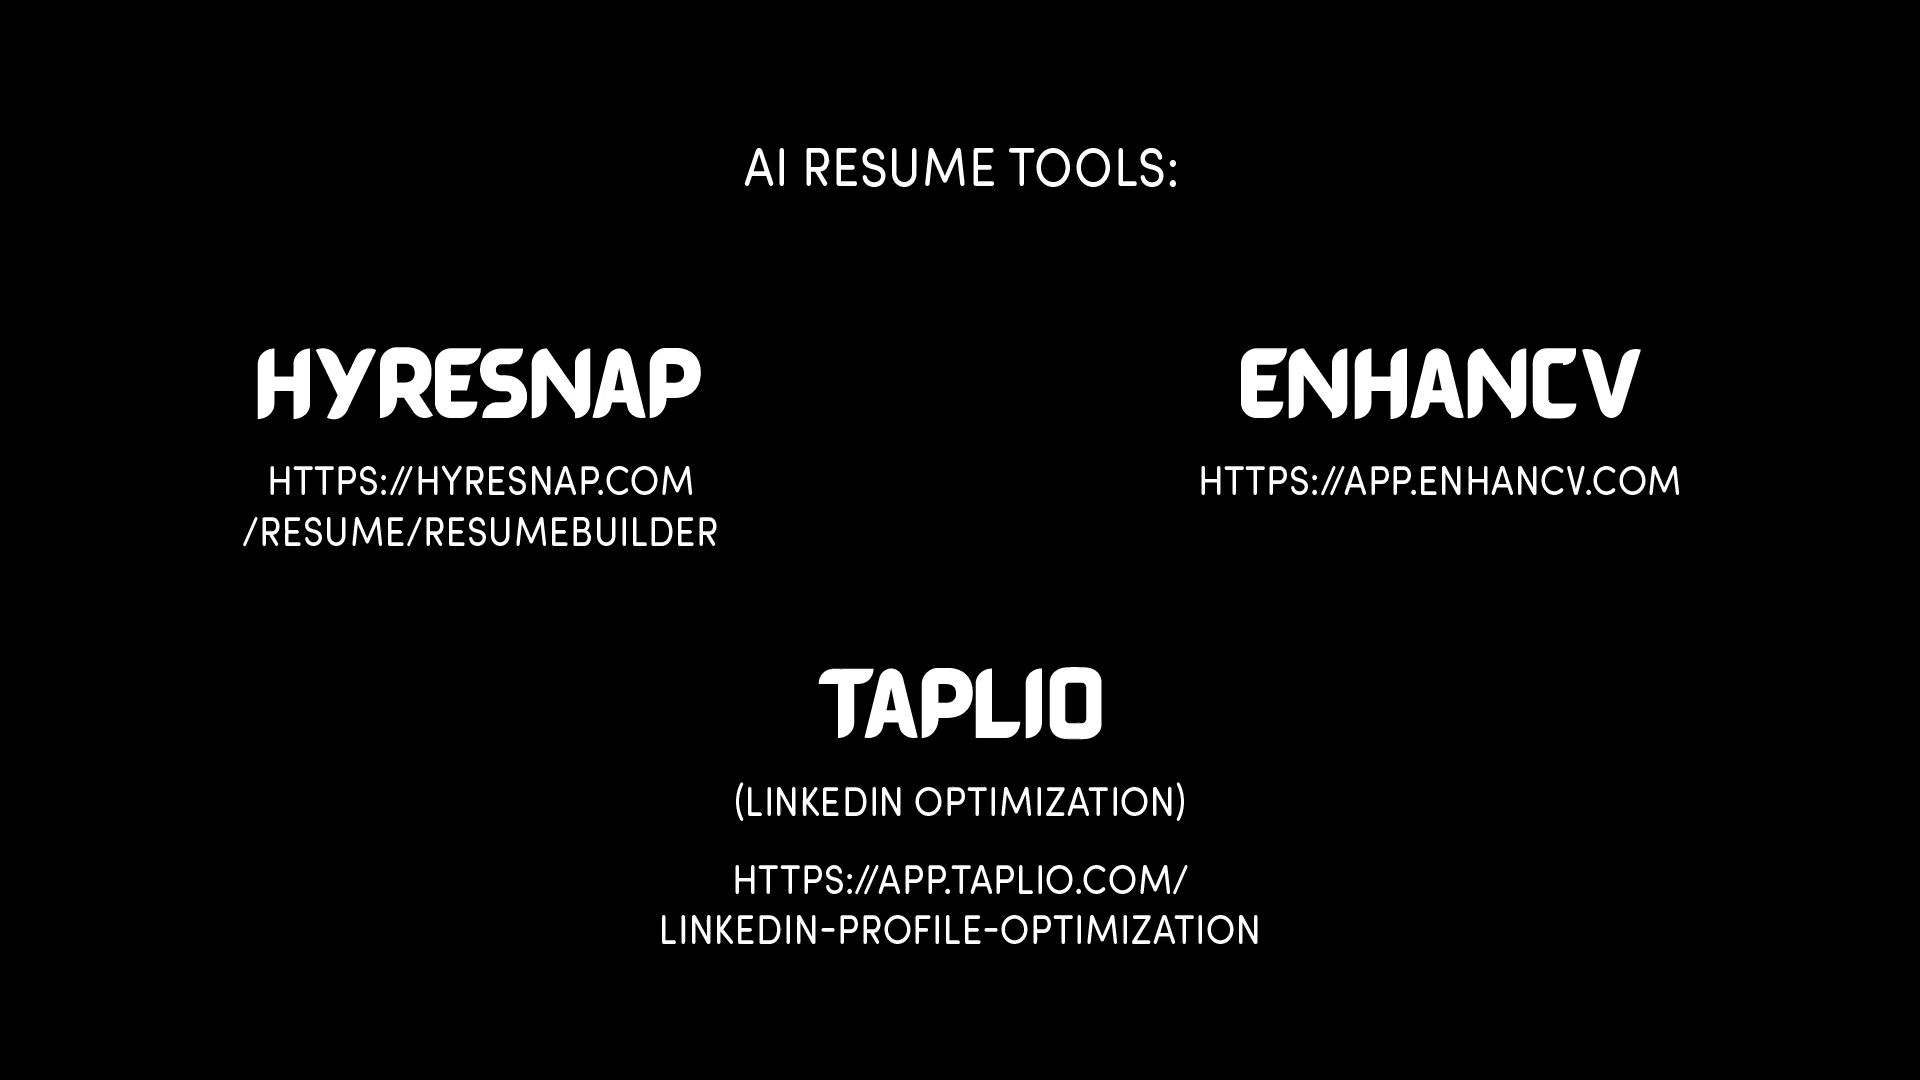 AI RESUME TOOLS:
HYRESNAP
HTTPS://HYRESNAP.COM
/RESUME/RESUMEBUILDER
ENHANCV
HTTPS://APP.ENHANCV.COM
TAPLIO
(LINKEDIN OPTIMIZATION)
HTTPS://APP.TAPLIO.COM/
LINKEDIN-PROFILE-OPTIMIZATION